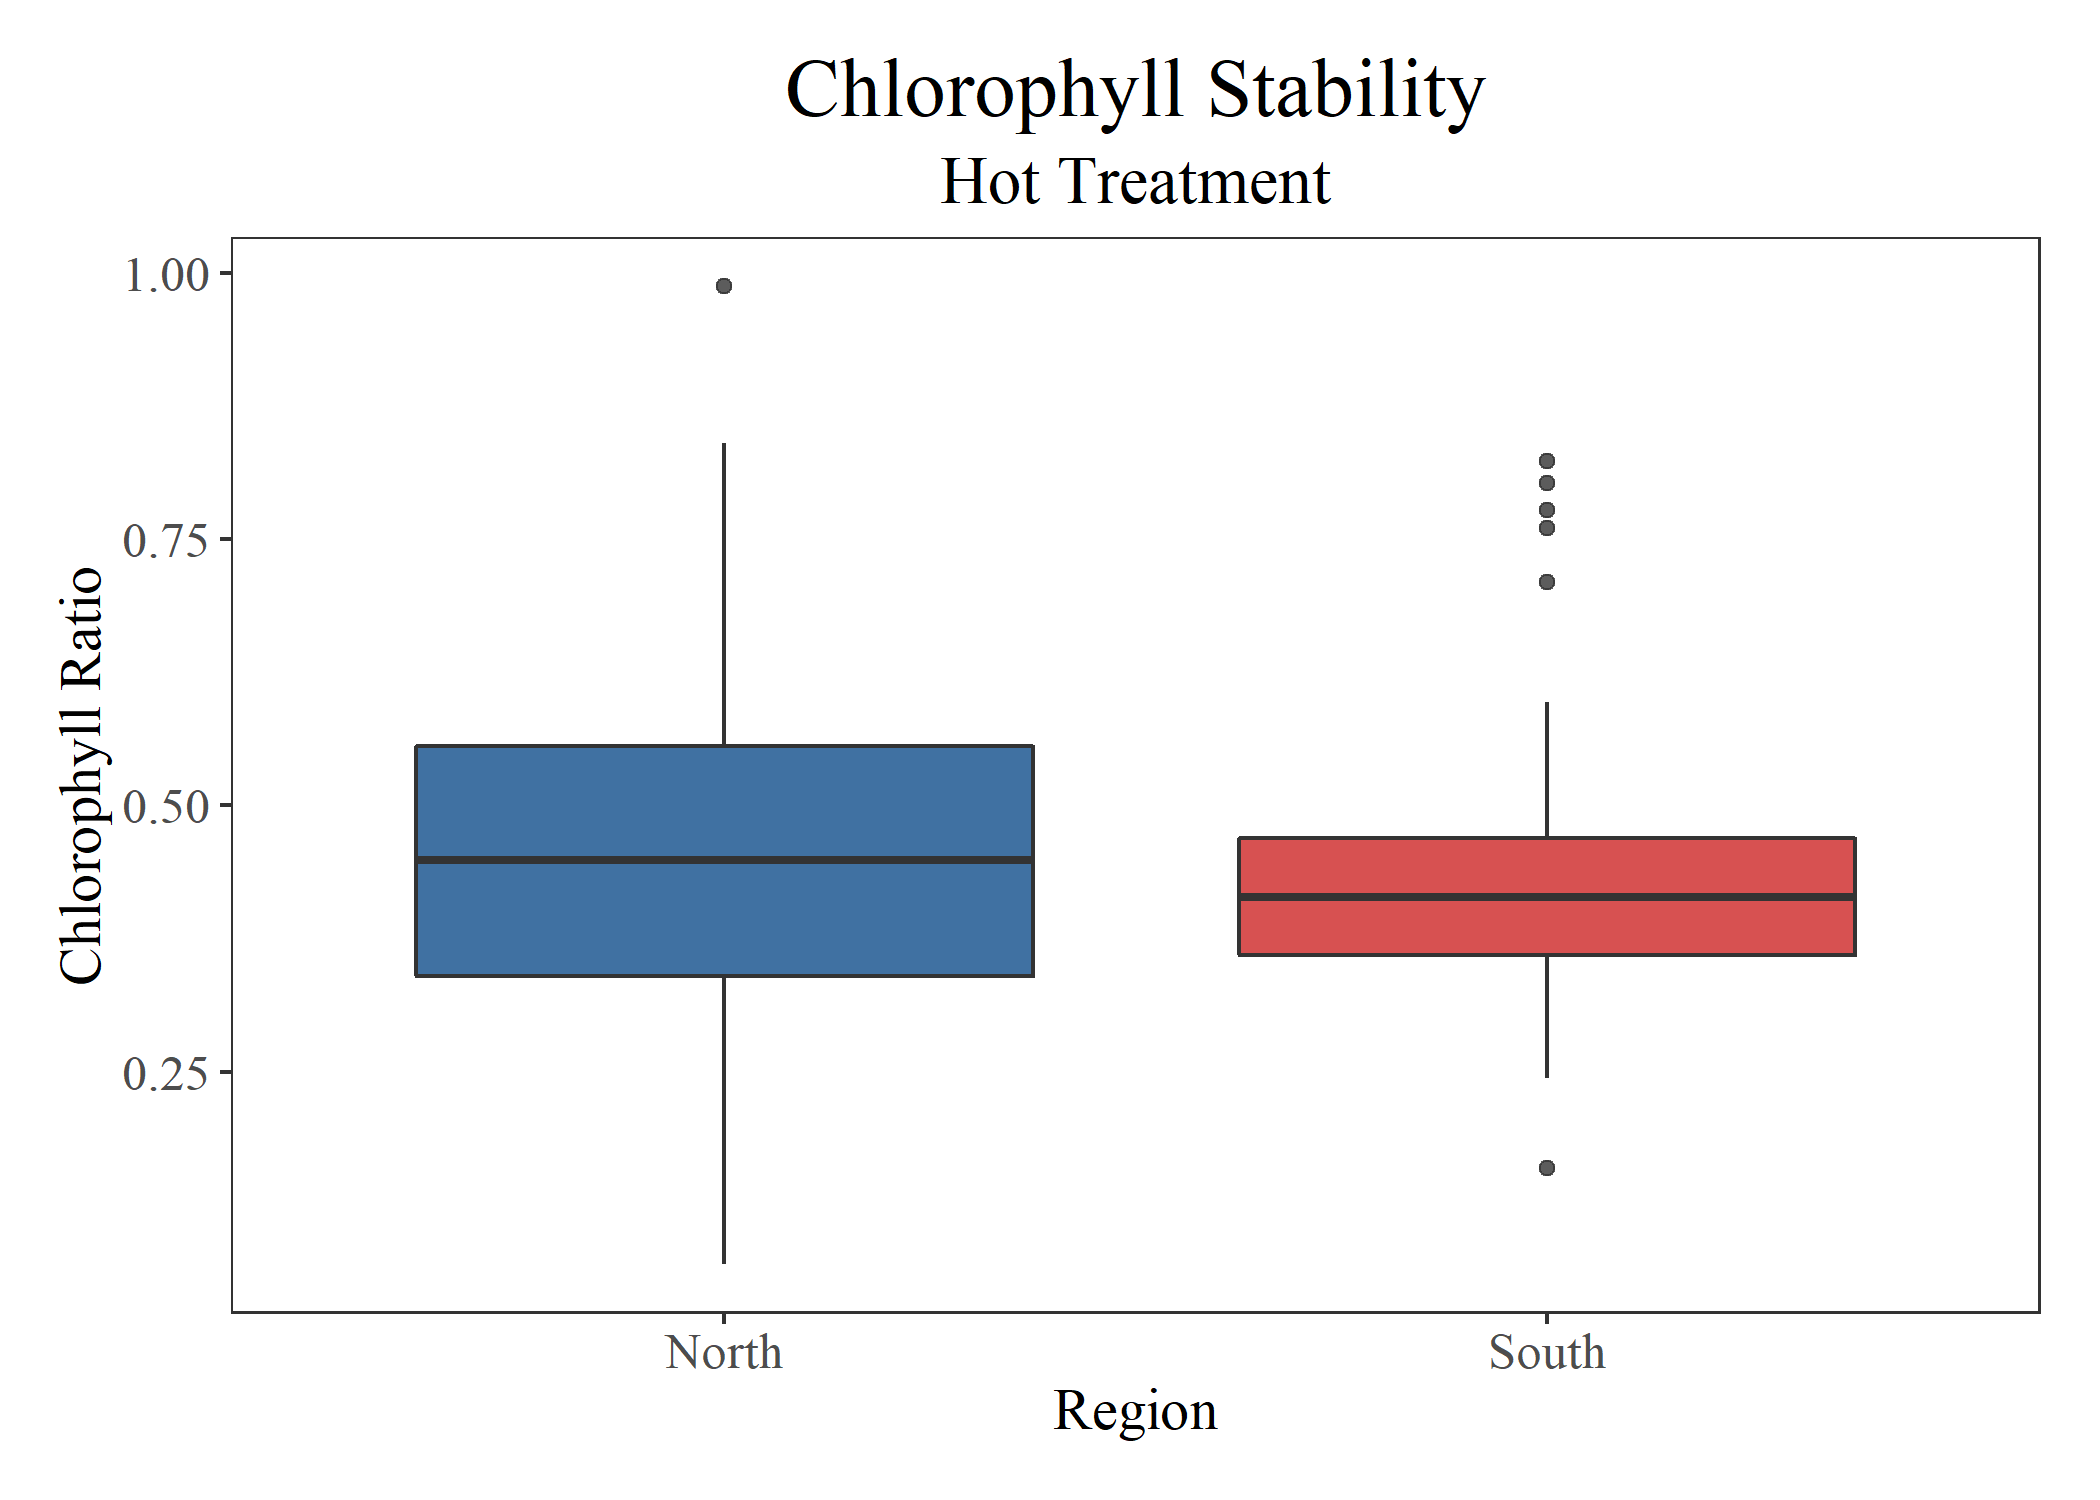 Chlorophyll Stability
Hot Treatment
Chlorophyll Ratio
1.00
0.75
0.50
0.25
North
South
Region